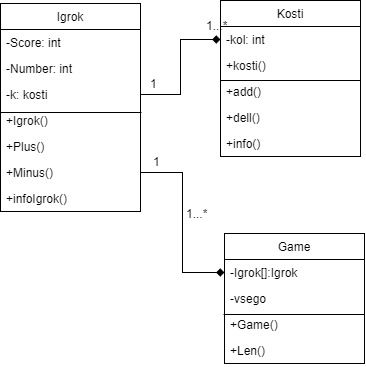 Igrok
-Score: int
-Number: int
-k: kosti
+Igrok()
+Plus()
+Minus()
+infoIgrok()
1
1...*
Kosti
-kol: int
+kosti()
+add()
+dell()
+info()
1
1...*
Game
-Igrok[]:Igrok
-vsego
+Game()
+Len()